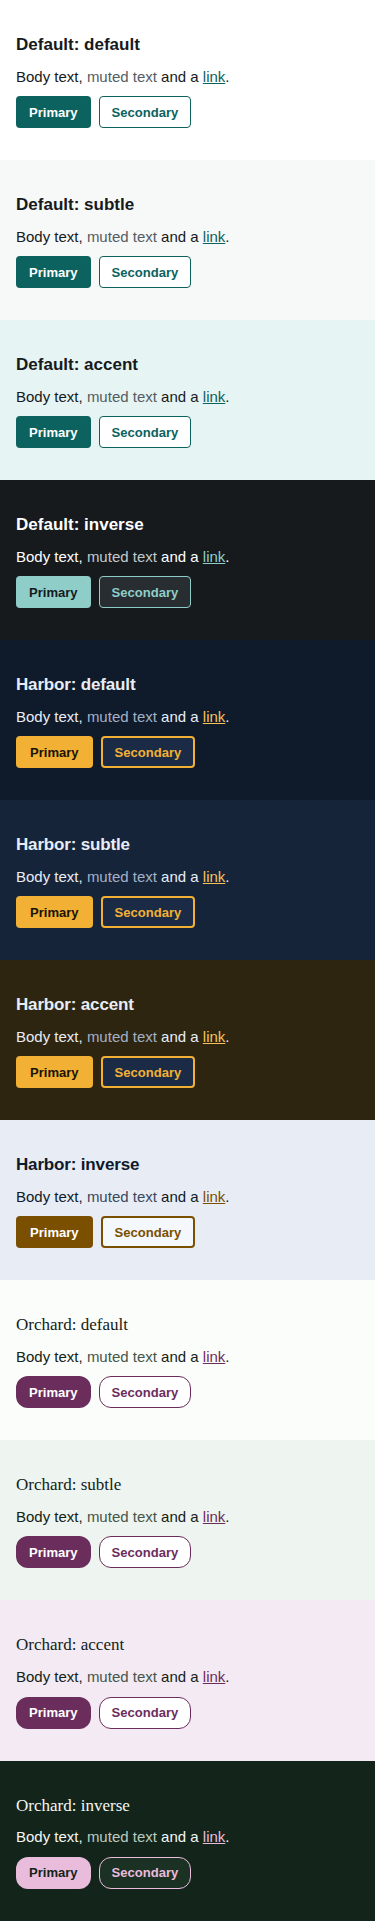 Default: default
Body text, muted text and a link.
Primary Secondary
Default: subtle
Body text, muted text and a link.
Primary Secondary
Default: accent
Body text, muted text and a link.
Primary Secondary
Default: inverse
Body text, muted text and a link.
Primary Secondary
Harbor: default
Body text, muted text and a link.
Primary Secondary
Harbor: subtle
Body text, muted text and a link.
Primary Secondary
Harbor: accent
Body text, muted text and a link.
Primary Secondary
Harbor: inverse
Body text, muted text and a link.
Primary Secondary
Orchard: default
Body text, muted text and a link.
Primary Secondary
Orchard: subtle
Body text, muted text and a link.
Primary Secondary
Orchard: accent
Body text, muted text and a link.
Primary Secondary
Orchard: inverse
Body text, muted text and a link.
Primary Secondary